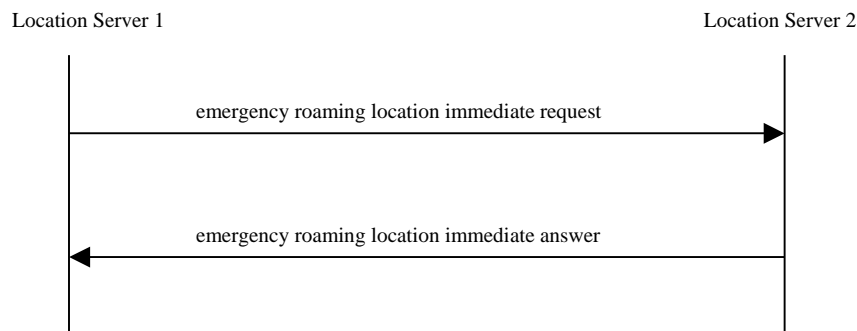 Location Server 1
Location Server 2
emergency roaming location immediate request
emergency roaming location immediate answer